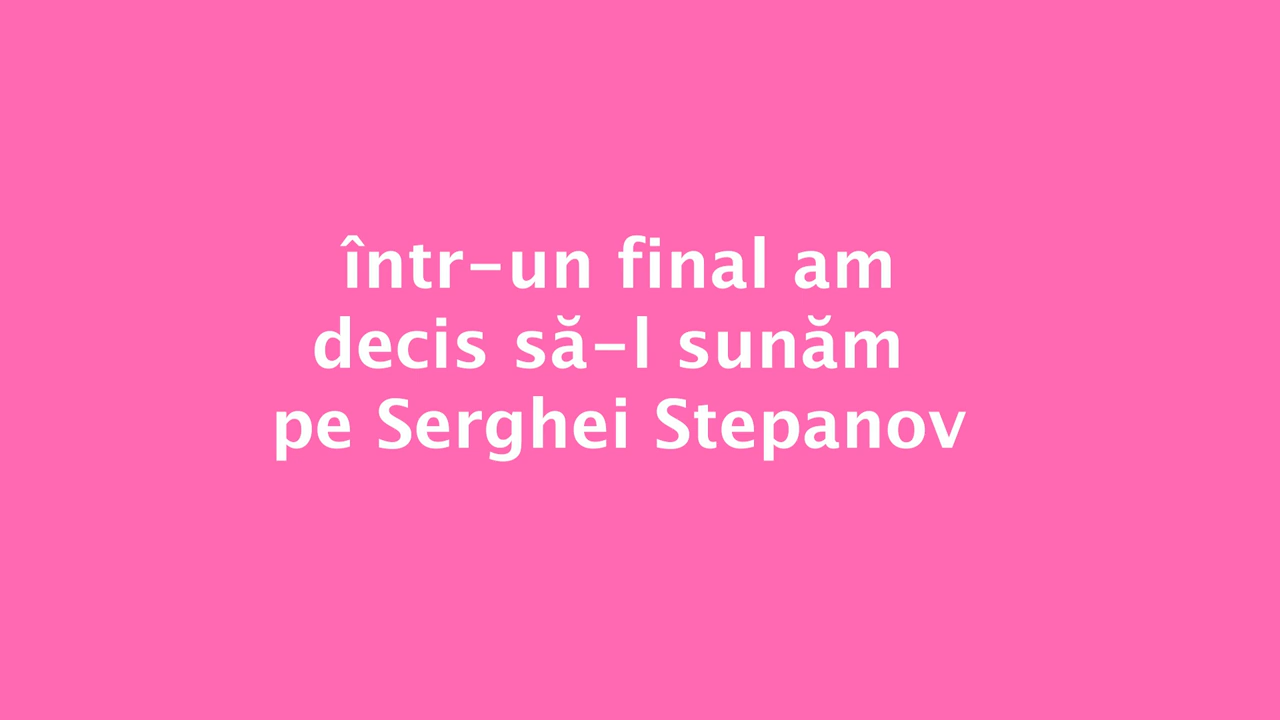 într-un final am
decis să-l sunăm
pe Serghei Stepanov